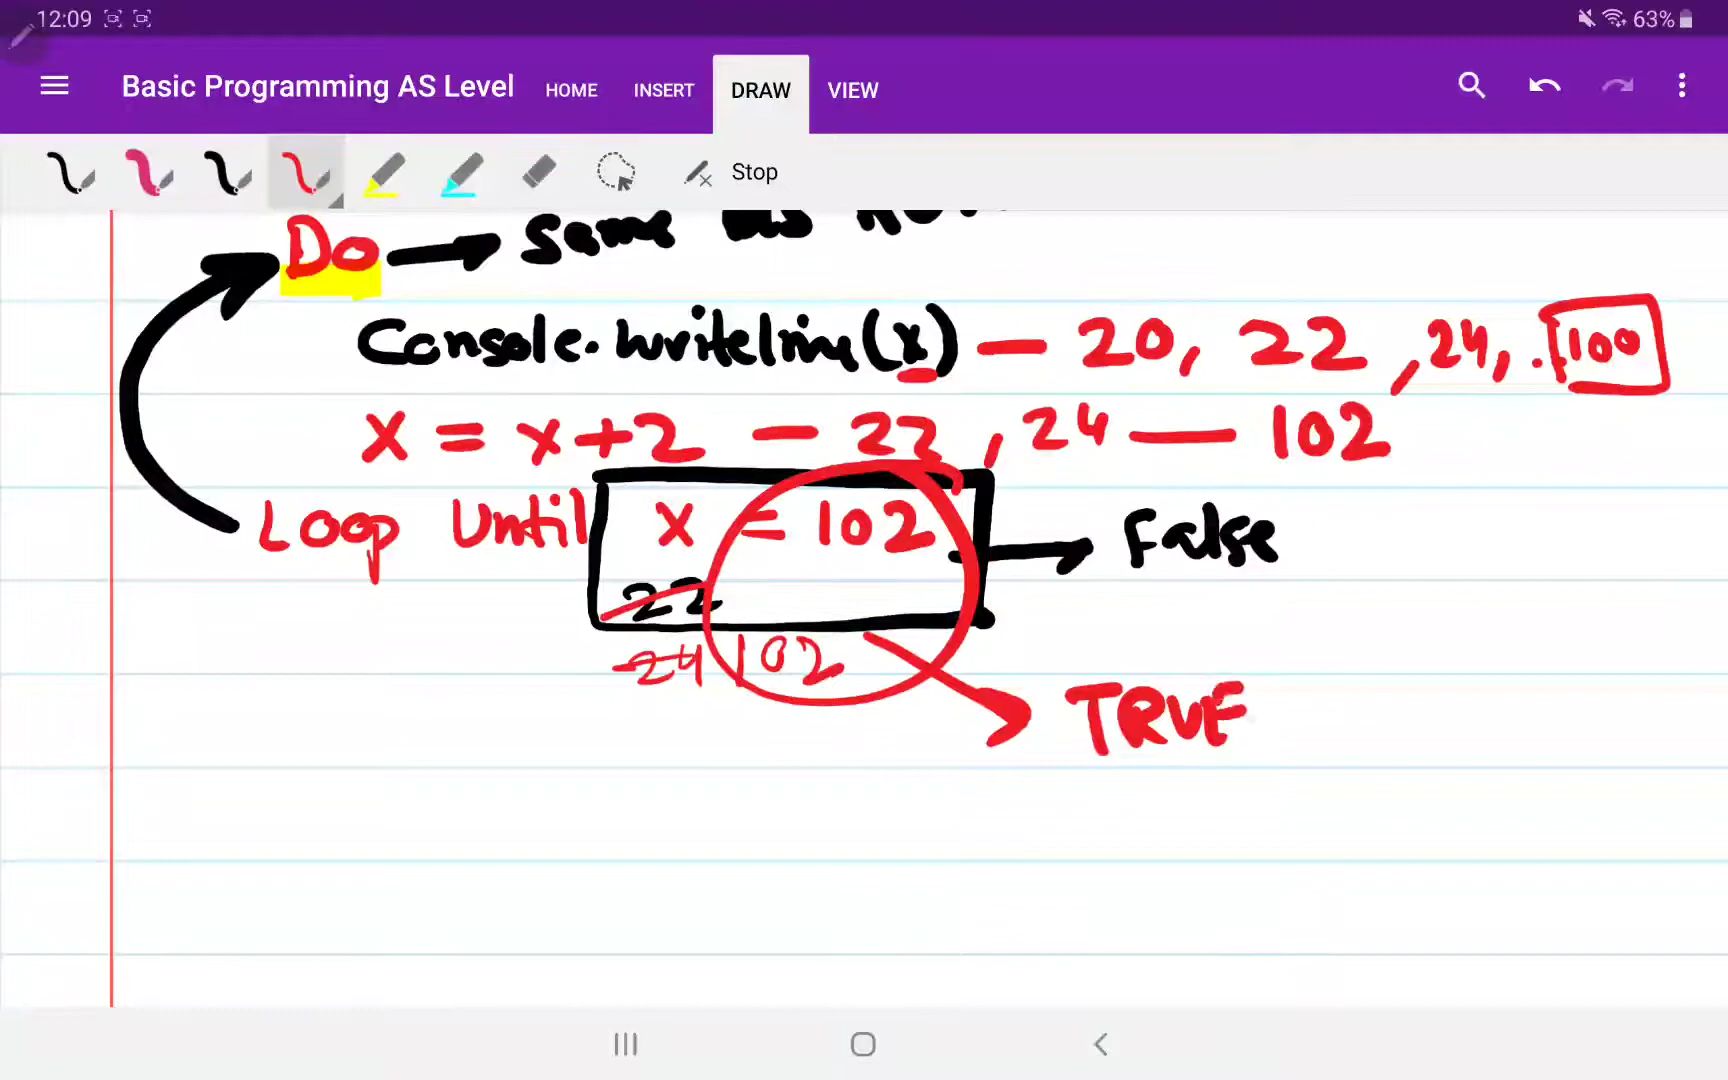 12:09 63%
Basic Programming AS Level HOME INSERT DRAW VIEW
Stop
Do → Same as
Console.writeline(x) — 20, 22, 24, . 100
x = x+2 — 22, 24 — 102
Loop Until x = 102 → False
22
24 102
TRUE